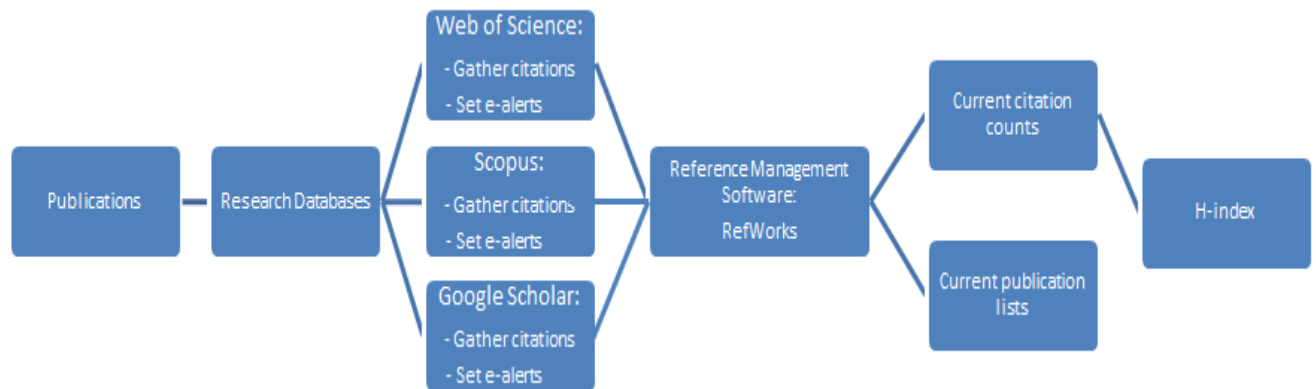 Publications
Research Databases
Web of Science:
- Gather citations
- Set e-alerts
Scopus:
- Gather citations
- Set e-alerts
Google Scholar:
- Gather citations
- Set e-alerts
Reference Management
Software:
RefWorks
Current citation
counts
Current publication
lists
H-index